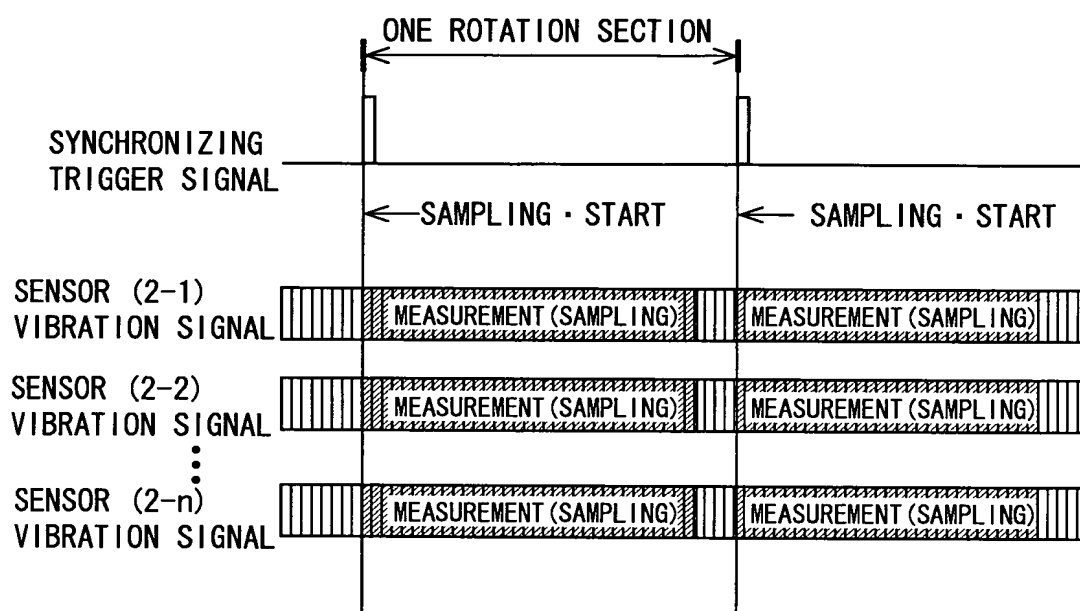 ONE ROTATION SECTION
SYNCHRONIZING
TRIGGER SIGNAL
SAMPLING・START
SAMPLING・START
SENSOR (2-1)
VIBRATION SIGNAL
MEASUREMENT(SAMPLING)
MEASUREMENT(SAMPLING)
SENSOR (2-2)
VIBRATION SIGNAL
MEASUREMENT(SAMPLING)
MEASUREMENT(SAMPLING)
SENSOR (2-n)
VIBRATION SIGNAL
MEASUREMENT(SAMPLING)
MEASUREMENT(SAMPLING)